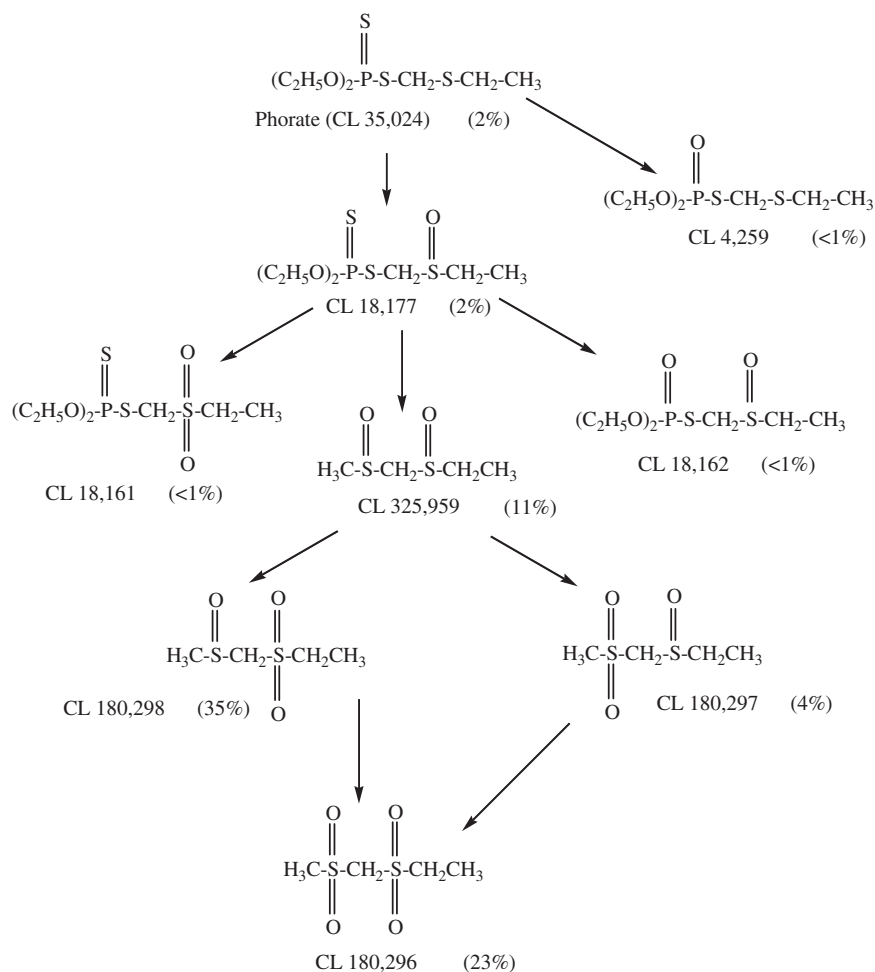 S
(C₂H₅O)₂-P-S-CH₂-S-CH₂-CH₃
Phorate (CL 35,024) (2%)
O
(C₂H₅O)₂-P-S-CH₂-S-CH₂-CH₃
CL 4,259 (<1%)
S O
(C₂H₅O)₂-P-S-CH₂-S-CH₂-CH₃
CL 18,177 (2%)
S O
(C₂H₅O)₂-P-S-CH₂-S-CH₂-CH₃
O
CL 18,161 (<1%)
O O
H₃C-S-CH₂-S-CH₂CH₃
CL 325,959 (11%)
O O
(C₂H₅O)₂-P-S-CH₂-S-CH₂-CH₃
CL 18,162 (<1%)
O O
H₃C-S-CH₂-S-CH₂CH₃
O
CL 180,298 (35%)
O O
H₃C-S-CH₂-S-CH₂CH₃
O
CL 180,297 (4%)
O O
H₃C-S-CH₂-S-CH₂CH₃
O O
CL 180,296 (23%)